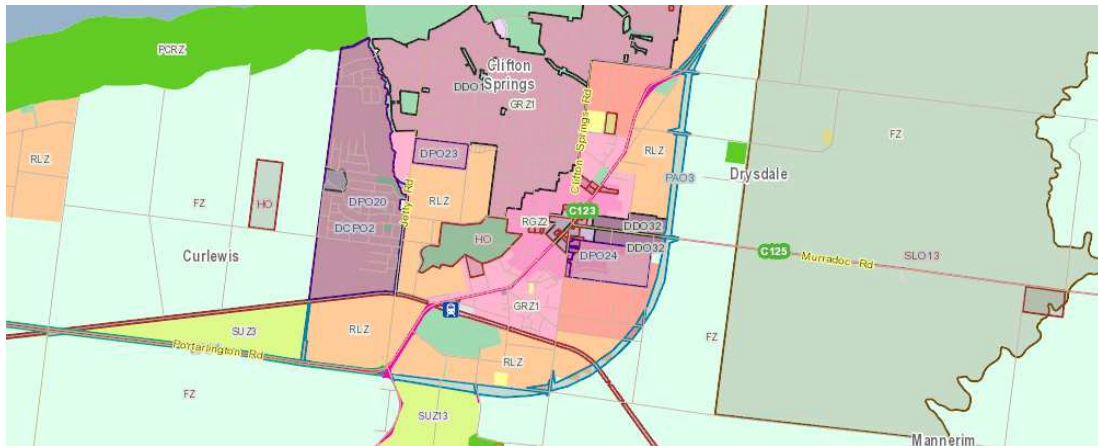 PCRZ
Clifton
Springs
DDO1
GRZ1
Clifton Springs Rd
FZ
DPO23
RLZ
RLZ
PAO3
Drysdale
HO
FZ
DPO20
Jetty Rd
RLZ
C123
RGZ2
DDO32
DCPO2
HO
DDO32
Curlewis
DPO24
C125
Murradoc Rd
SLO13
GRZ1
SUZ3
RLZ
FZ
Portarlington Rd
RLZ
FZ
SUZ13
Mannerim